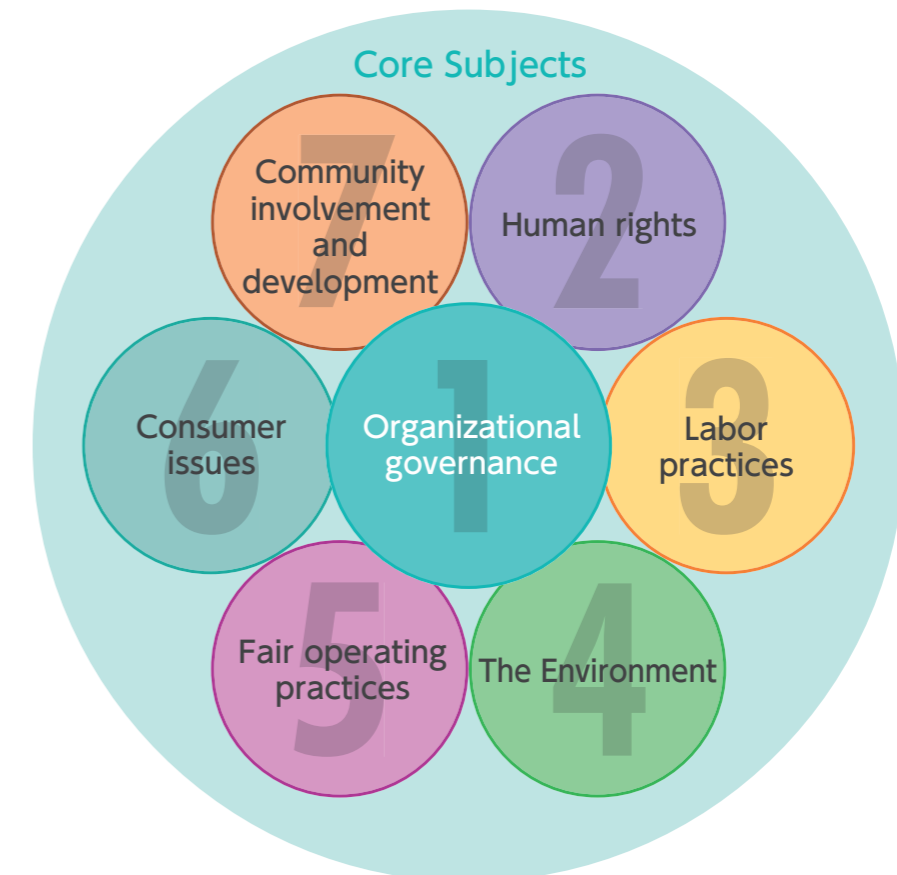 Core Subjects
1
Organizational
governance
2
Human rights
3
Labor
practices
4
The Environment
5
Fair operating
practices
6
Consumer
issues
7
Community
involvement
and
development